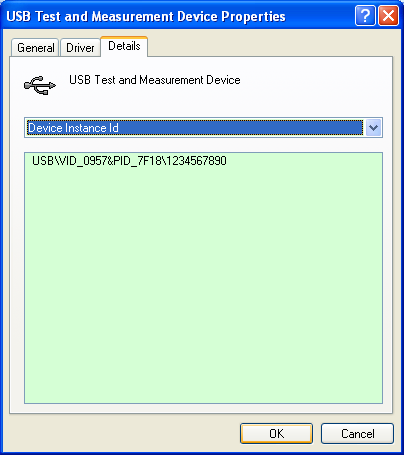 USB Test and Measurement Device Properties
General Driver Details
USB Test and Measurement Device
Device Instance Id
USB\VID_0957&PID_7F18\1234567890
OK Cancel